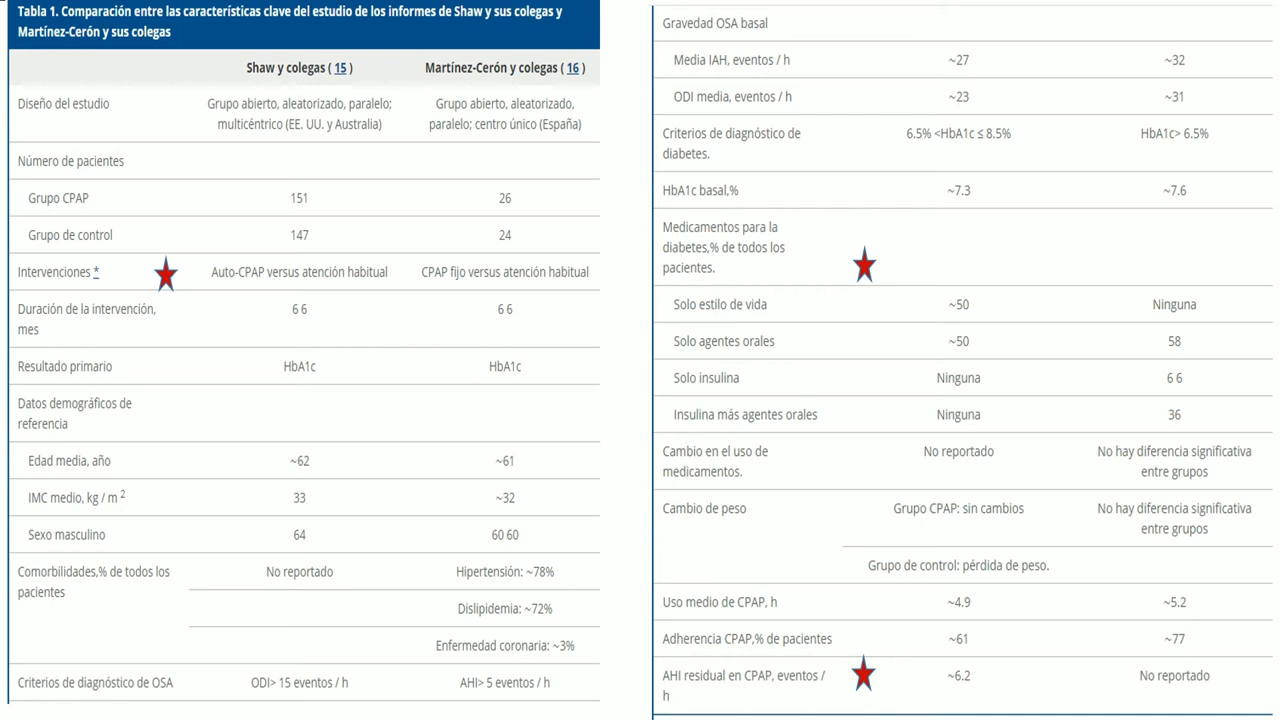 Tabla 1. Comparación entre las características clave del estudio de los informes de Shaw y sus colegas y
Martínez-Cerón y sus colegas
Shaw y colegas ( 15 )
Martínez-Cerón y colegas ( 16 )
Diseño del estudio
Grupo abierto, aleatorizado, paralelo;
multicéntrico (EE. UU. y Australia)
Grupo abierto, aleatorizado,
paralelo; centro único (España)
Número de pacientes
Grupo CPAP
151
26
Grupo de control
147
24
Intervenciones *
Auto-CPAP versus atención habitual
CPAP fijo versus atención habitual
Duración de la intervención,
mes
6 6
6 6
Resultado primario
HbA1c
HbA1c
Datos demográficos de
referencia
Edad media, año
~62
~61
IMC medio, kg / m 2
33
~32
Sexo masculino
64
60 60
Comorbilidades,% de todos los
pacientes
No reportado
Hipertensión: ~78%
Dislipidemia: ~72%
Enfermedad coronaria: ~3%
Criterios de diagnóstico de OSA
ODI> 15 eventos / h
AHI> 5 eventos / h
Gravedad OSA basal
Media IAH, eventos / h
~27
~32
ODI media, eventos / h
~23
~31
Criterios de diagnóstico de
diabetes.
6.5% <HbA1c ≤ 8.5%
HbA1c> 6.5%
HbA1c basal,%
~7.3
~7.6
Medicamentos para la
diabetes,% de todos los
pacientes.
Solo estilo de vida
~50
Ninguna
Solo agentes orales
~50
58
Solo insulina
Ninguna
6 6
Insulina más agentes orales
Ninguna
36
Cambio en el uso de
medicamentos.
No reportado
No hay diferencia significativa
entre grupos
Cambio de peso
Grupo CPAP: sin cambios
No hay diferencia significativa
entre grupos
Grupo de control: pérdida de peso.
Uso medio de CPAP, h
~4.9
~5.2
Adherencia CPAP,% de pacientes
~61
~77
AHI residual en CPAP, eventos /
h
~6.2
No reportado